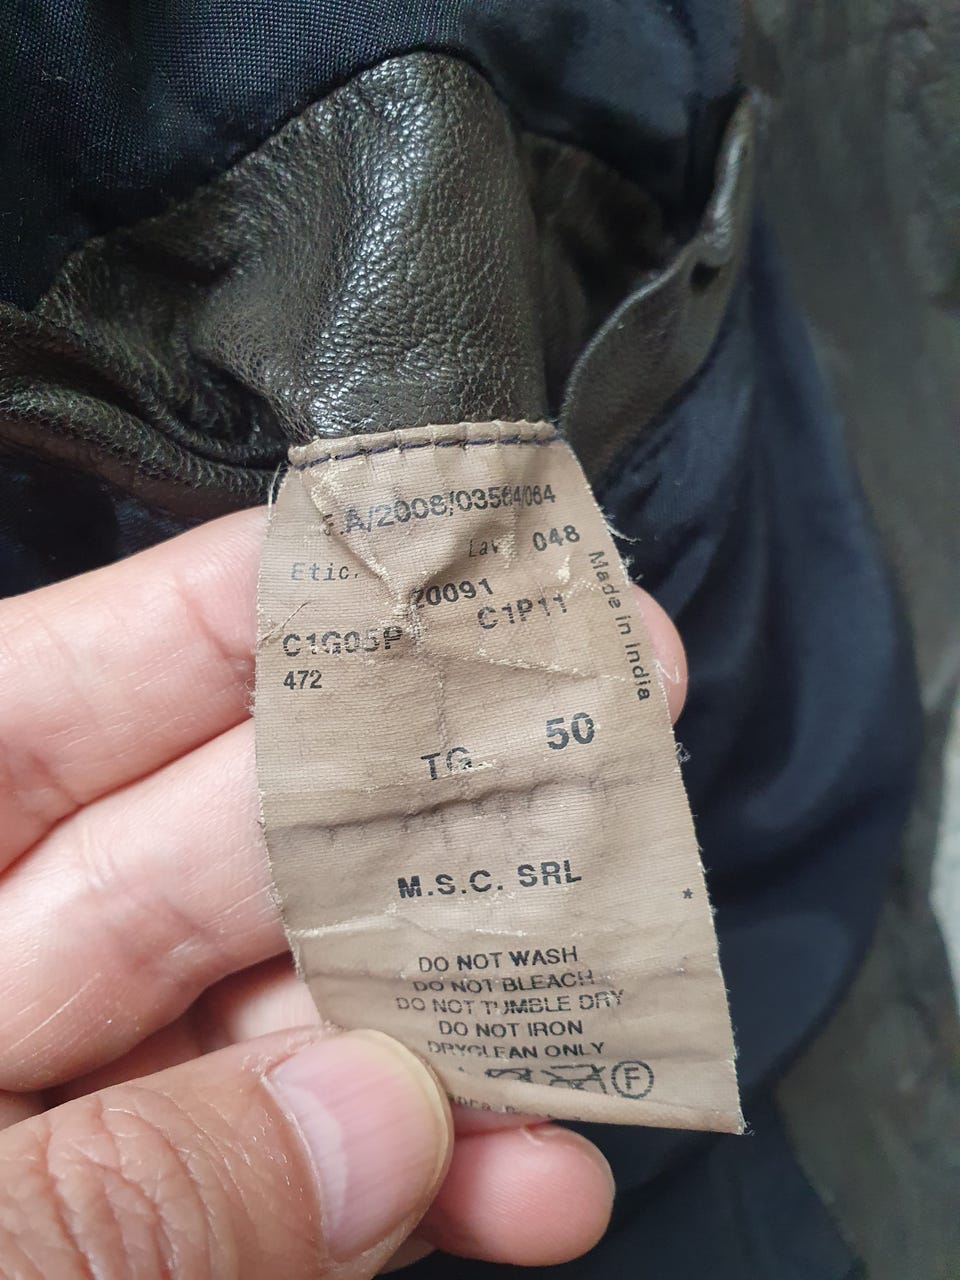 .A/2008/03564/064
Etic. Lav. 048
20091
C1G05P C1P11
472
Made in India
TG. 50
M.S.C. SRL
*
DO NOT WASH
DO NOT BLEACH
DO NOT TUMBLE DRY
DO NOT IRON
DRYCLEAN ONLY
F